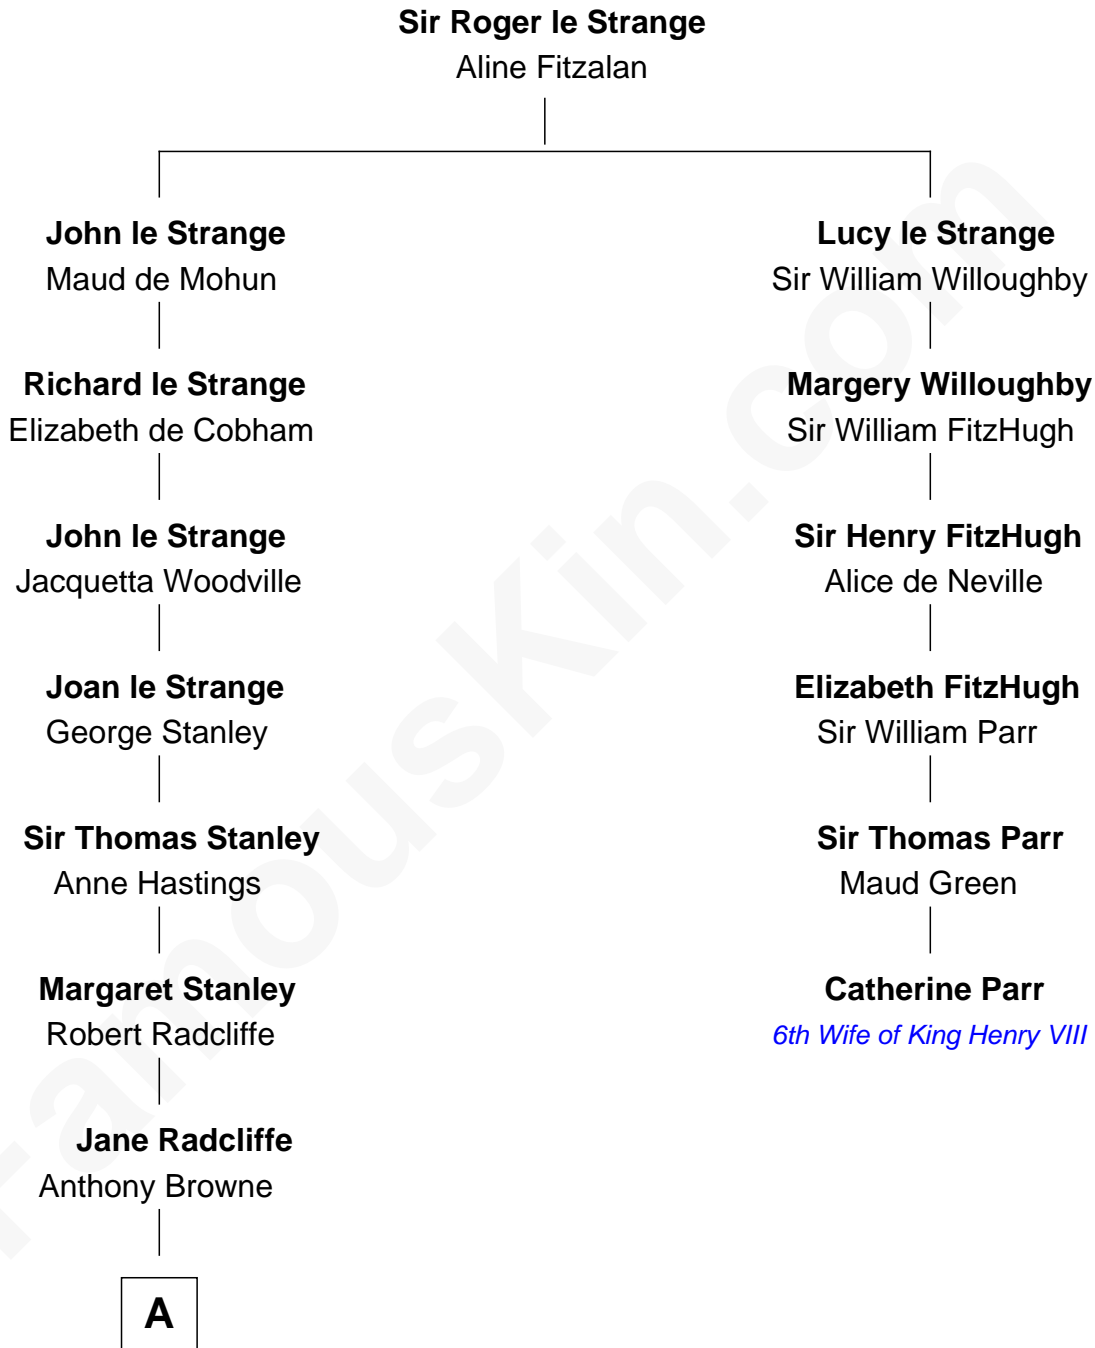 Sir Roger le Strange
Aline Fitzalan
John le Strange
Maud de Mohun
Lucy le Strange
Sir William Willoughby
Richard le Strange
Elizabeth de Cobham
Margery Willoughby
Sir William FitzHugh
John le Strange
Jacquetta Woodville
Sir Henry FitzHugh
Alice de Neville
Joan le Strange
George Stanley
Elizabeth FitzHugh
Sir William Parr
Sir Thomas Stanley
Anne Hastings
Sir Thomas Parr
Maud Green
Margaret Stanley
Robert Radcliffe
Catherine Parr
6th Wife of King Henry VIII
Jane Radcliffe
Anthony Browne
A
FamousKin.com